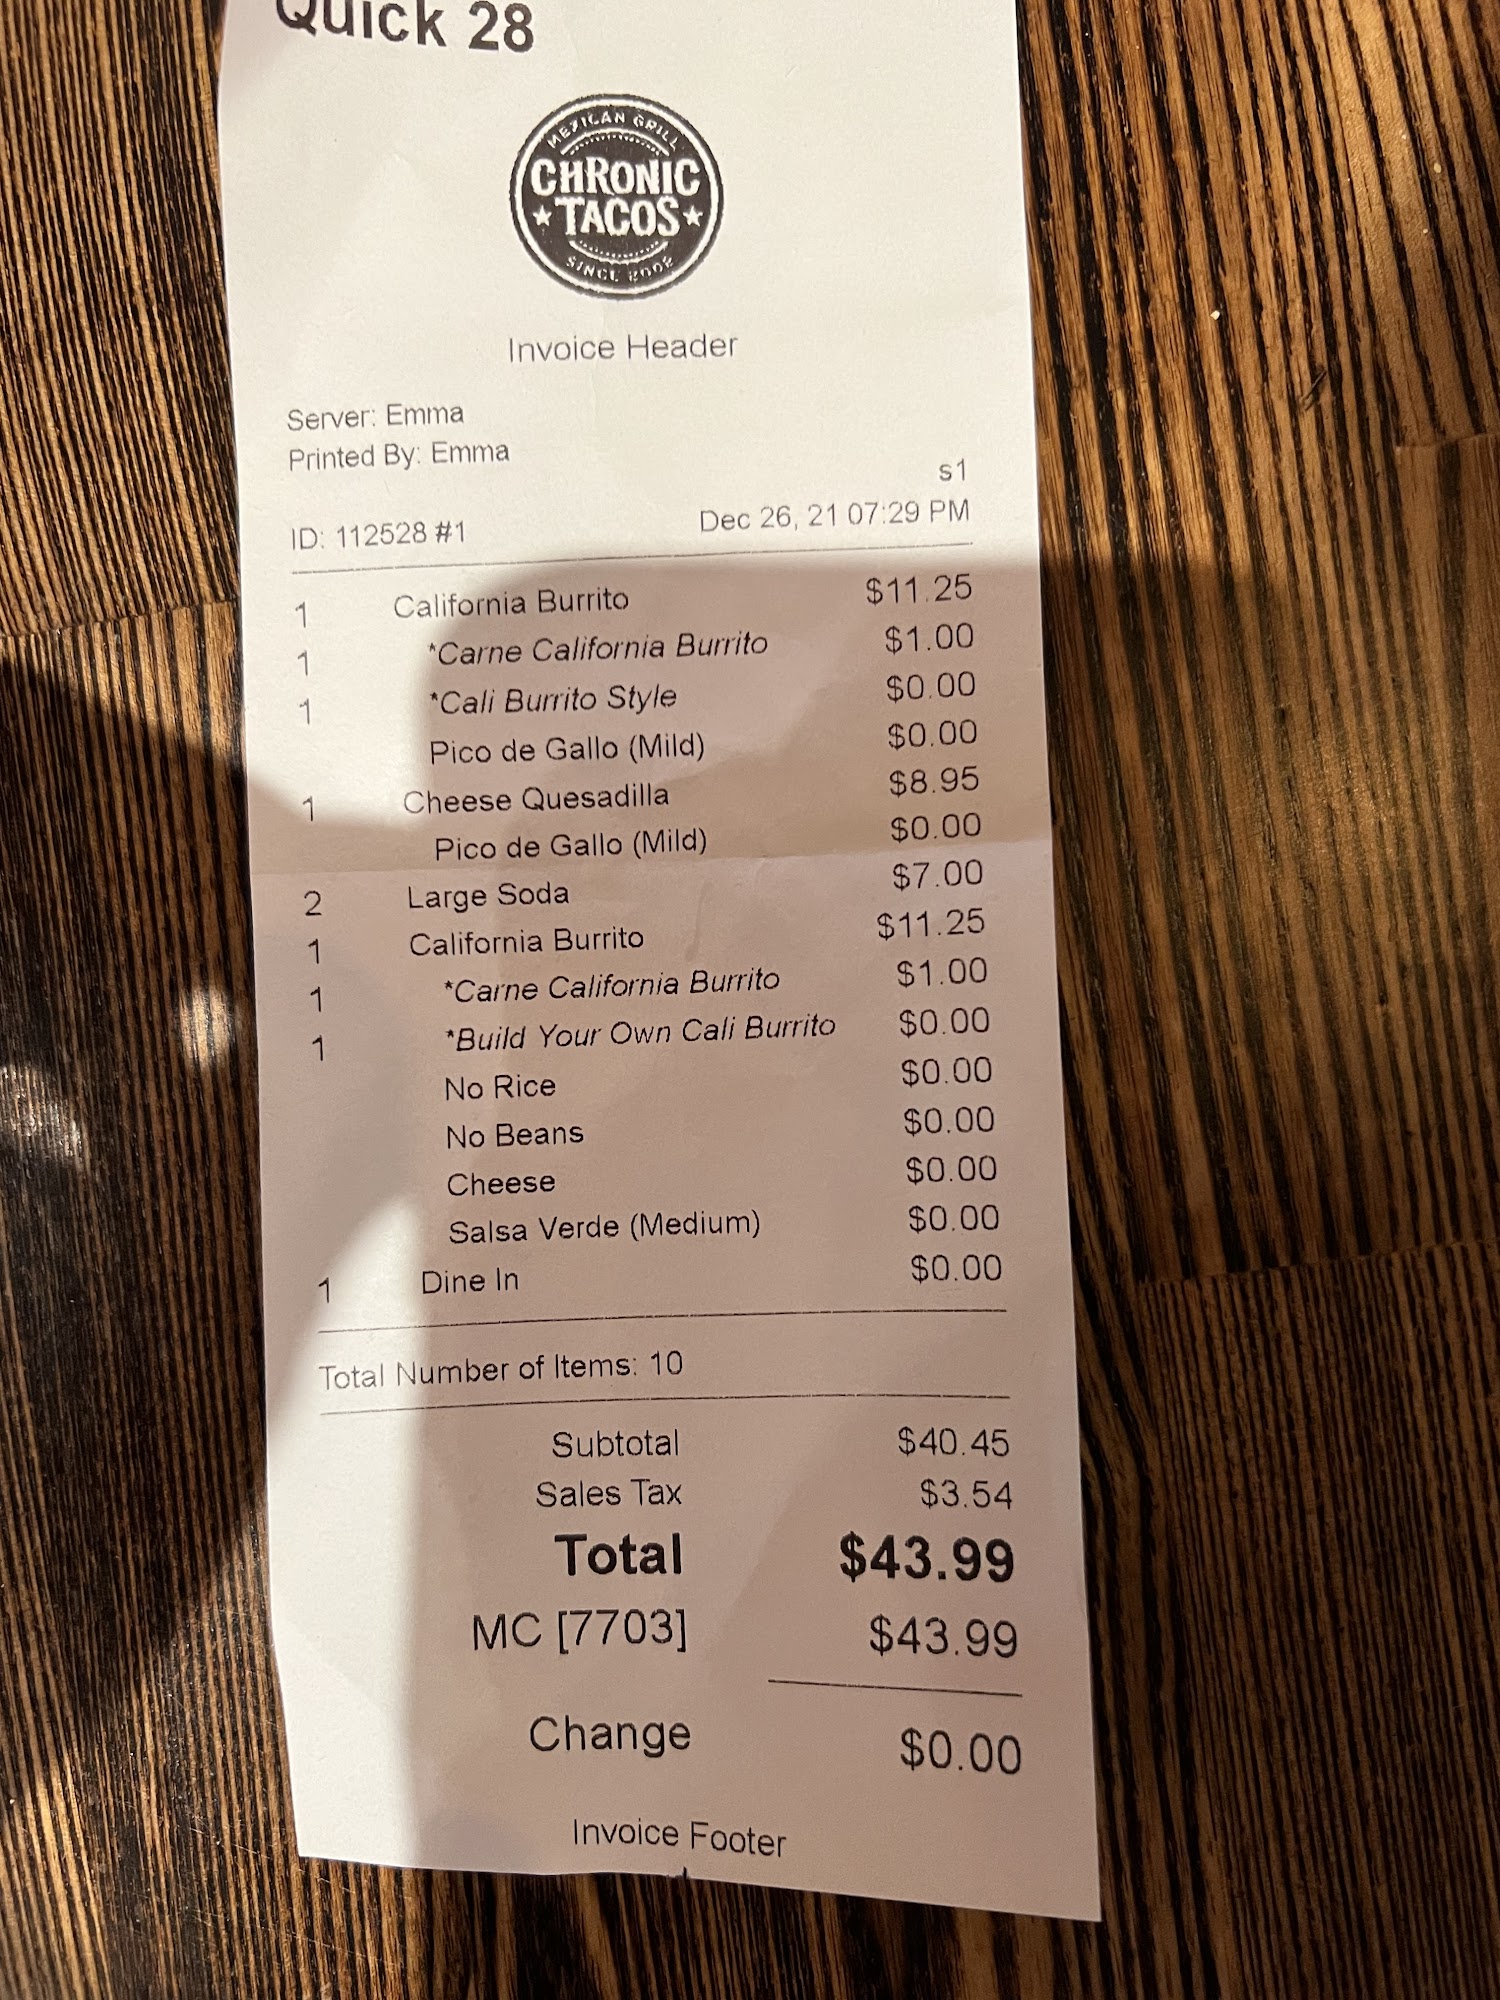 Quick 28
MEXICAN GRILL
CHRONIC
TACOS
SINCE 2002
Invoice Header
Server: Emma
Printed By: Emma
s1
ID: 112528 #1 Dec 26, 21 07:29 PM
1 California Burrito $11.25
1 *Carne California Burrito $1.00
1 *Cali Burrito Style $0.00
Pico de Gallo (Mild) $0.00
1 Cheese Quesadilla $8.95
Pico de Gallo (Mild) $0.00
2 Large Soda $7.00
1 California Burrito $11.25
1 *Carne California Burrito $1.00
1 *Build Your Own Cali Burrito $0.00
No Rice $0.00
No Beans $0.00
Cheese $0.00
Salsa Verde (Medium) $0.00
1 Dine In $0.00
Total Number of Items: 10
Subtotal $40.45
Sales Tax $3.54
Total $43.99
MC [7703] $43.99
Change $0.00
Invoice Footer